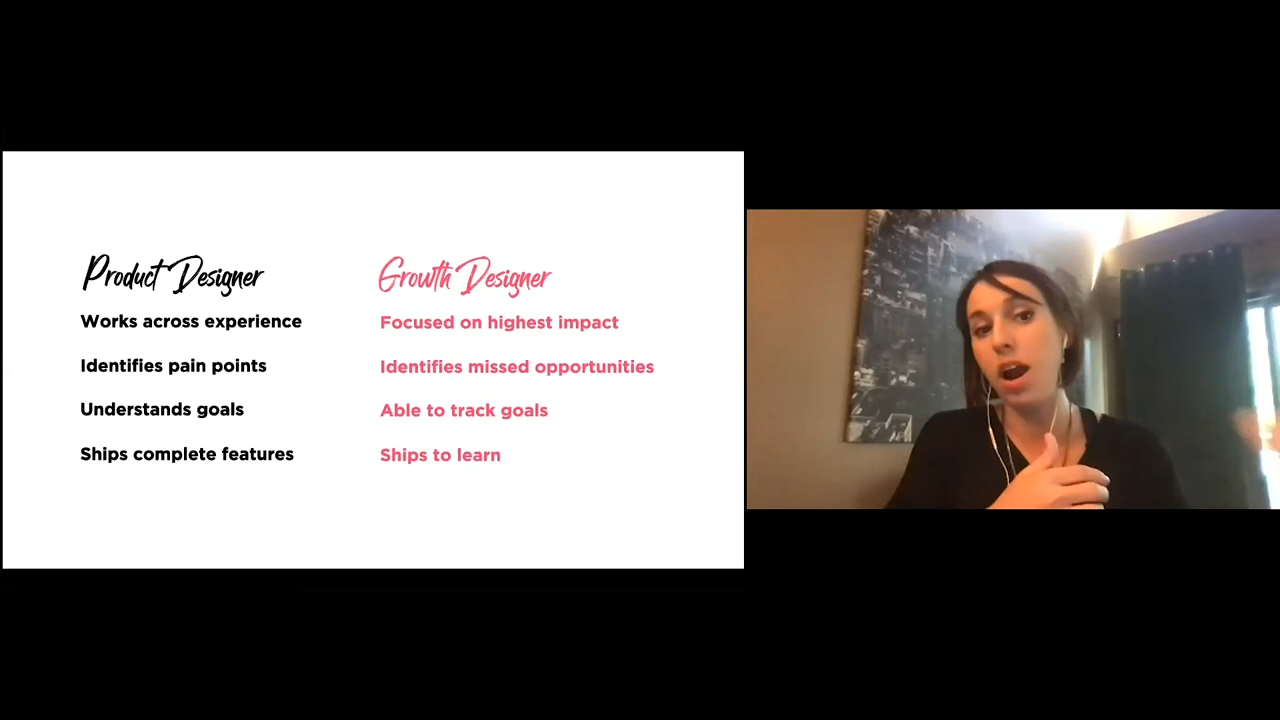 Product Designer
Works across experience
Identifies pain points
Understands goals
Ships complete features
Growth Designer
Focused on highest impact
Identifies missed opportunities
Able to track goals
Ships to learn